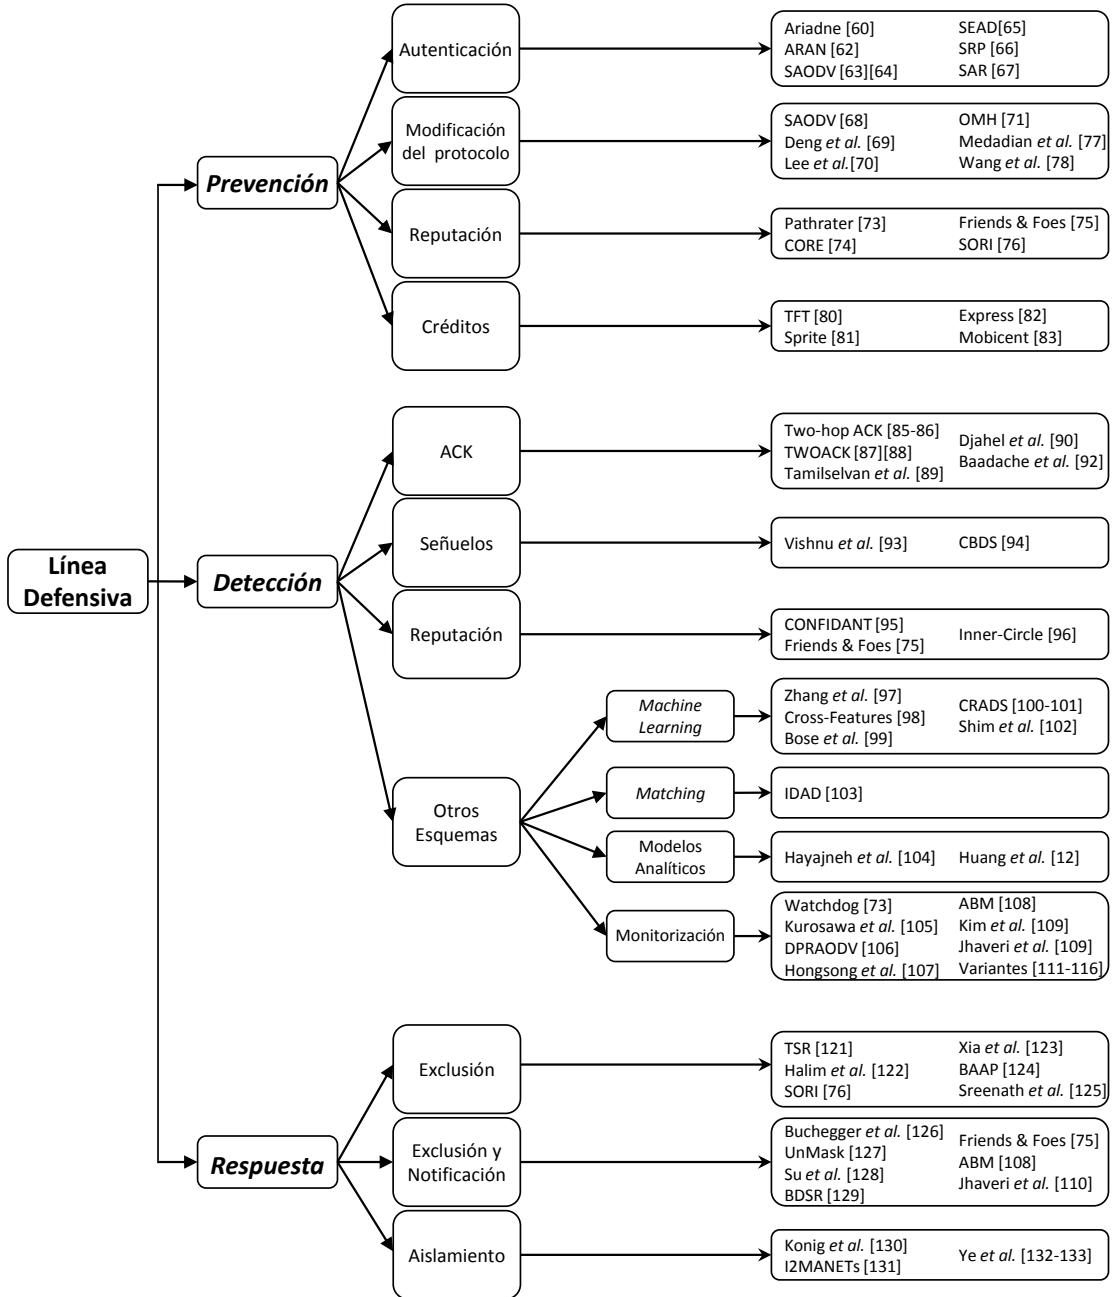 Línea
Defensiva
Prevención
Autenticación
Ariadne [60]
ARAN [62]
SAODV [63][64]
SEAD[65]
SRP [66]
SAR [67]
Modificación
del protocolo
SAODV [68]
Deng et al. [69]
Lee et al.[70]
OMH [71]
Medadian et al. [77]
Wang et al. [78]
Reputación
Pathrater [73]
CORE [74]
Friends & Foes [75]
SORI [76]
Créditos
TFT [80]
Sprite [81]
Express [82]
Mobicent [83]
Detección
ACK
Two-hop ACK [85-86]
TWOACK [87][88]
Tamilselvan et al. [89]
Djahel et al. [90]
Baadache et al. [92]
Señuelos
Vishnu et al. [93]
CBDS [94]
Reputación
CONFIDANT [95]
Friends & Foes [75]
Inner-Circle [96]
Otros
Esquemas
Machine
Learning
Zhang et al. [97]
Cross-Features [98]
Bose et al. [99]
CRADS [100-101]
Shim et al. [102]
Matching
IDAD [103]
Modelos
Analíticos
Hayajneh et al. [104]
Huang et al. [12]
Monitorización
Watchdog [73]
Kurosawa et al. [105]
DPRAODV [106]
Hongsong et al. [107]
ABM [108]
Kim et al. [109]
Jhaveri et al. [109]
Variantes [111-116]
Respuesta
Exclusión
TSR [121]
Halim et al. [122]
SORI [76]
Xia et al. [123]
BAAP [124]
Sreenath et al. [125]
Exclusión y
Notificación
Buchegger et al. [126]
UnMask [127]
Su et al. [128]
BDSR [129]
Friends & Foes [75]
ABM [108]
Jhaveri et al. [110]
Aislamiento
Konig et al. [130]
I2MANETs [131]
Ye et al. [132-133]